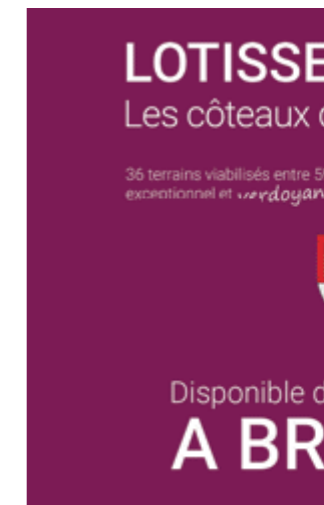 LOTISSE
Les côteaux
36 terrains viabilisés entre 5
exceptionnel et verdoyan
Disponible d
A BR